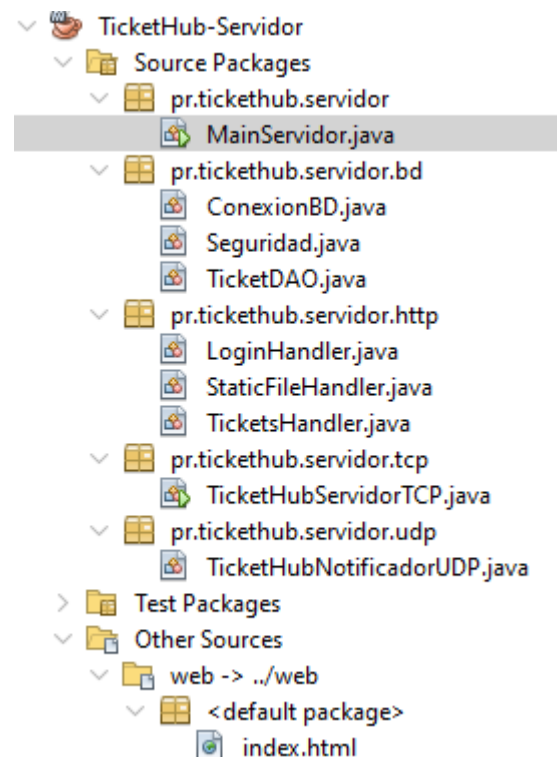 TicketHub-Servidor
Source Packages
pr.tickethub.servidor
MainServidor.java
pr.tickethub.servidor.bd
ConexionBD.java
Seguridad.java
TicketDAO.java
pr.tickethub.servidor.http
LoginHandler.java
StaticFileHandler.java
TicketsHandler.java
pr.tickethub.servidor.tcp
TicketHubServidorTCP.java
pr.tickethub.servidor.udp
TicketHubNotificadorUDP.java
Test Packages
Other Sources
web -> ../web
<default package>
index.html